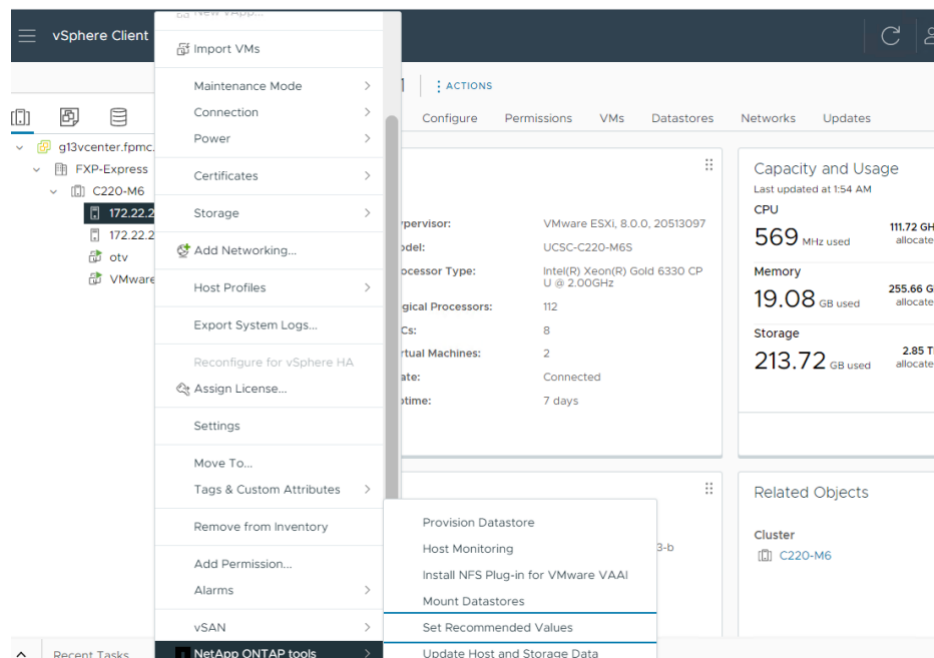 New vApp...
vSphere Client
Import VMs
Maintenance Mode
Connection
Power
Certificates
Storage
Add Networking...
Host Profiles
Export System Logs...
Reconfigure for vSphere HA
Assign License...
Settings
Move To...
Tags & Custom Attributes
Remove from Inventory
Add Permission...
Alarms
vSAN
NetApp ONTAP tools
g13vcenter.fpmc.
FXP-Express
C220-M6
172.22.2
172.22.2
otv
VMware
Recent Tasks
ACTIONS
Configure
Permissions
VMs
Datastores
Networks
Updates
ypervisor:
VMware ESXi, 8.0.0, 20513097
odel:
UCSC-C220-M6S
ocessor Type:
Intel(R) Xeon(R) Gold 6330 CP
U @ 2.00GHz
gical Processors:
112
Cs:
8
rtual Machines:
2
ate:
Connected
otime:
7 days
Capacity and Usage
Last updated at 1:54 AM
CPU
569 MHz used
111.72 GH
allocate
Memory
19.08 GB used
255.66 G
allocate
Storage
213.72 GB used
2.85 T
allocate
3-b
Provision Datastore
Host Monitoring
Install NFS Plug-in for VMware VAAI
Mount Datastores
Set Recommended Values
Update Host and Storage Data
Related Objects
Cluster
C220-M6